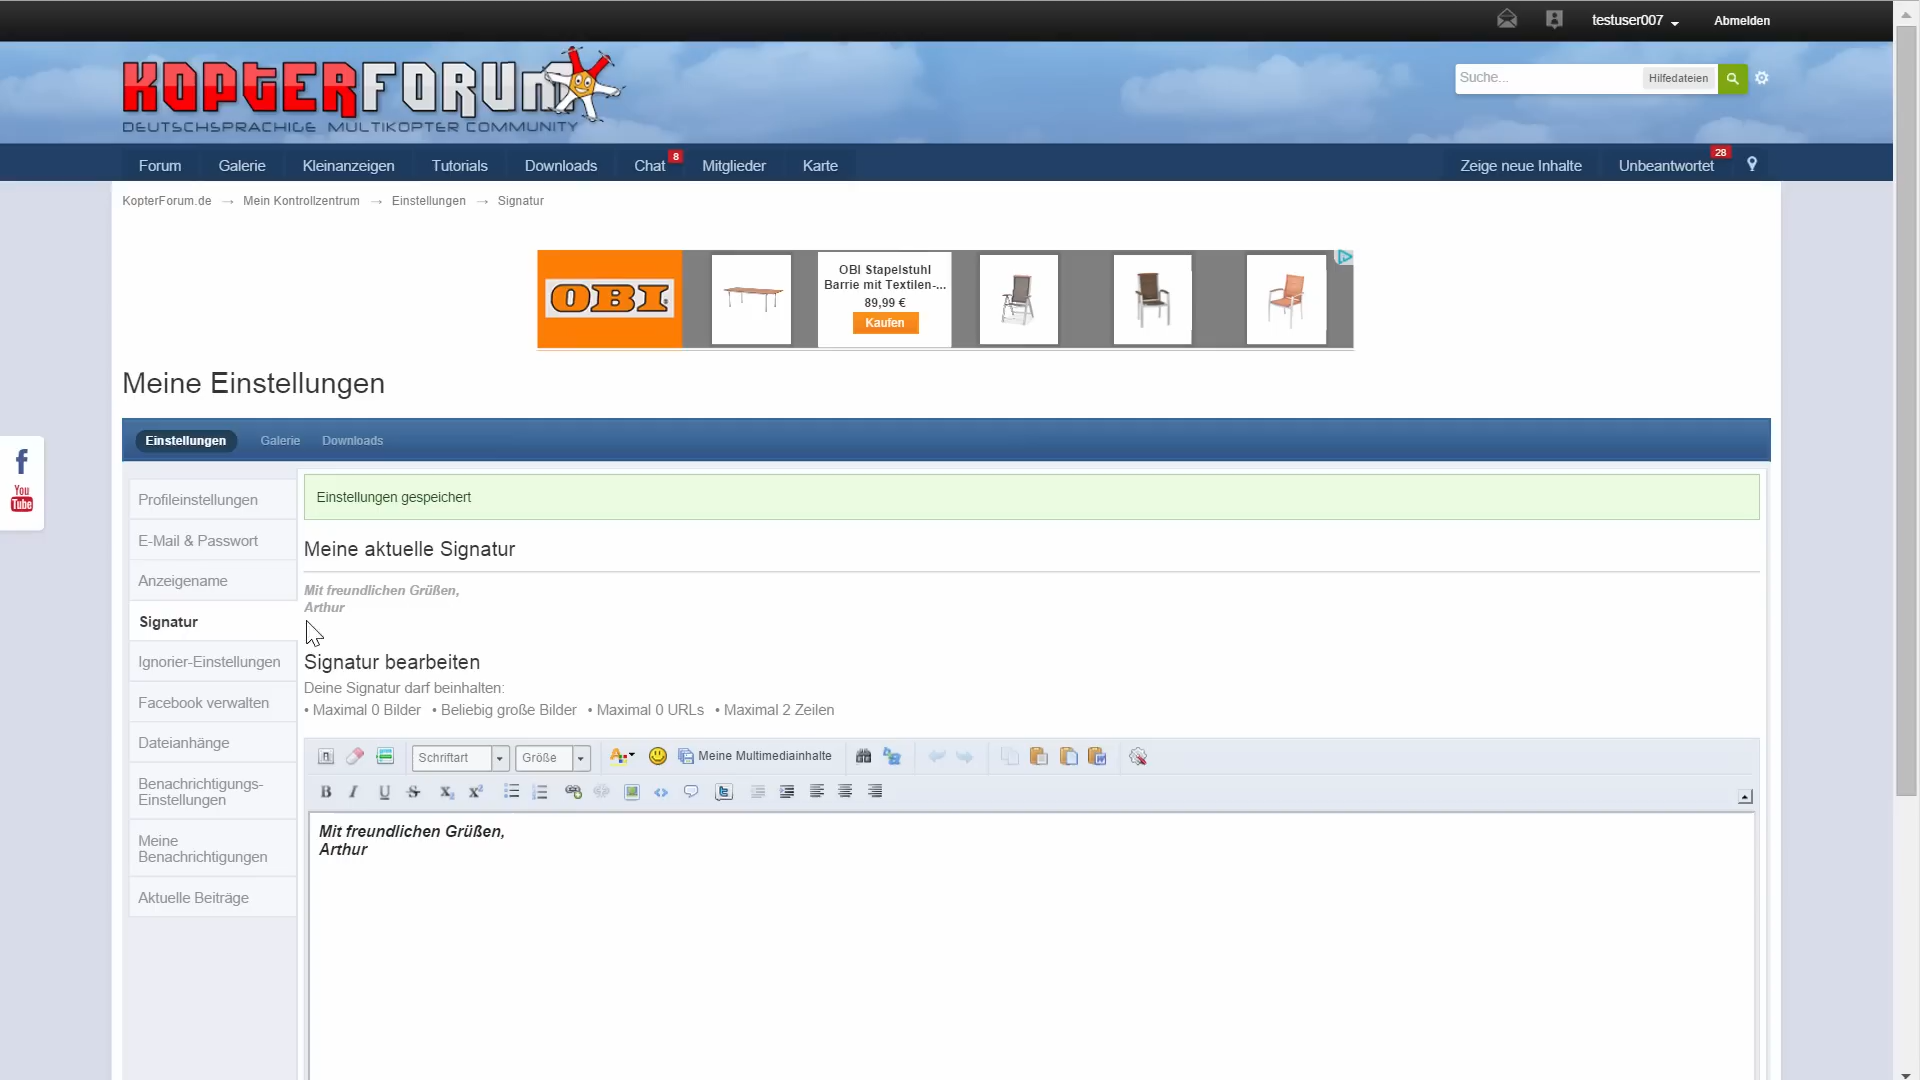 testuser007
Abmelden
KOPTERFORUM
DEUTSCHSPRACHIGE MULTIKOPTER COMMUNITY
Suche...
Hilfedateien
Forum
Galerie
Kleinanzeigen
Tutorials
Downloads
Chat
8
Mitglieder
Karte
Zeige neue Inhalte
Unbeantwortet
28
KopterForum.de → Mein Kontrollzentrum → Einstellungen → Signatur
OBI
OBI Stapelstuhl
Barrie mit Textilen-...
89,99 €
Kaufen
Meine Einstellungen
Einstellungen
Galerie
Downloads
f
You
Tube
Profileinstellungen
E-Mail & Passwort
Anzeigename
Signatur
Ignorier-Einstellungen
Facebook verwalten
Dateianhänge
Benachrichtigungs-
Einstellungen
Meine
Benachrichtigungen
Aktuelle Beiträge
Einstellungen gespeichert
Meine aktuelle Signatur
Mit freundlichen Grüßen,
Arthur
Signatur bearbeiten
Deine Signatur darf beinhalten:
• Maximal 0 Bilder • Beliebig große Bilder • Maximal 0 URLs • Maximal 2 Zeilen
Schriftart
Größe
Meine Multimediainhalte
B I U S X₂ X²
Mit freundlichen Grüßen,
Arthur